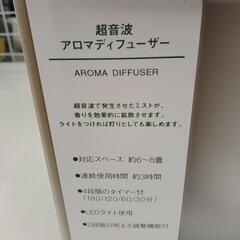 超音波
アロマディフューザー
AROMA DIFFUSER
超音波で発生させたミストが、
香りを効果的に拡散させます。
ライトをつければ灯りとしても楽しめます。
●対応スペース 約6～8畳
●連続使用時間 約3時間
●4段階のタイマー付
(180/120/60/30分)
●LEDライト使用
●2段階の明るさ調整機能付